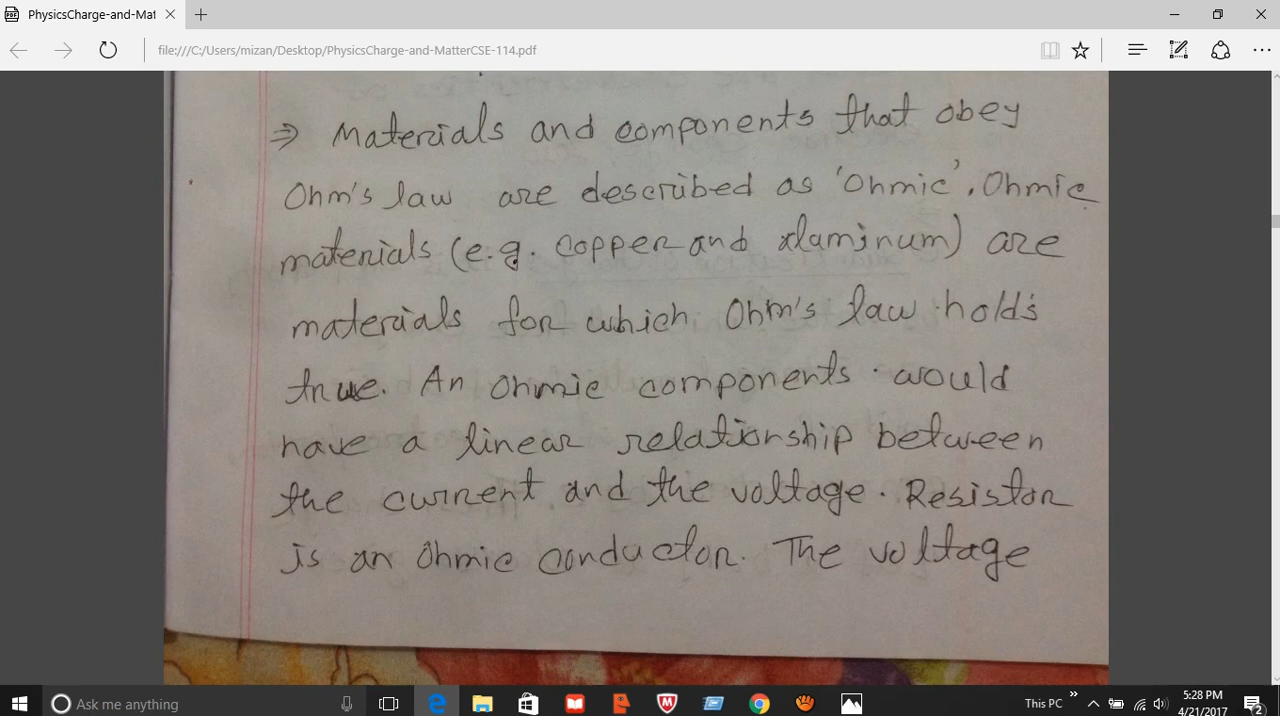 PhysicsCharge-and-Mat
file:///C:/Users/mizan/Desktop/PhysicsCharge-and-MatterCSE-114.pdf
⇒ Materials and components that obey
Ohm's law are described as 'Ohmic'. Ohmic
materials (e.g. copper and aluminum) are
materials for which Ohm's law holds
true. An Ohmic components would
have a linear relationship between
the current and the voltage. Resistor
is an Ohmic conductor. The voltage
Ask me anything
This PC
5:28 PM
4/21/2017
2